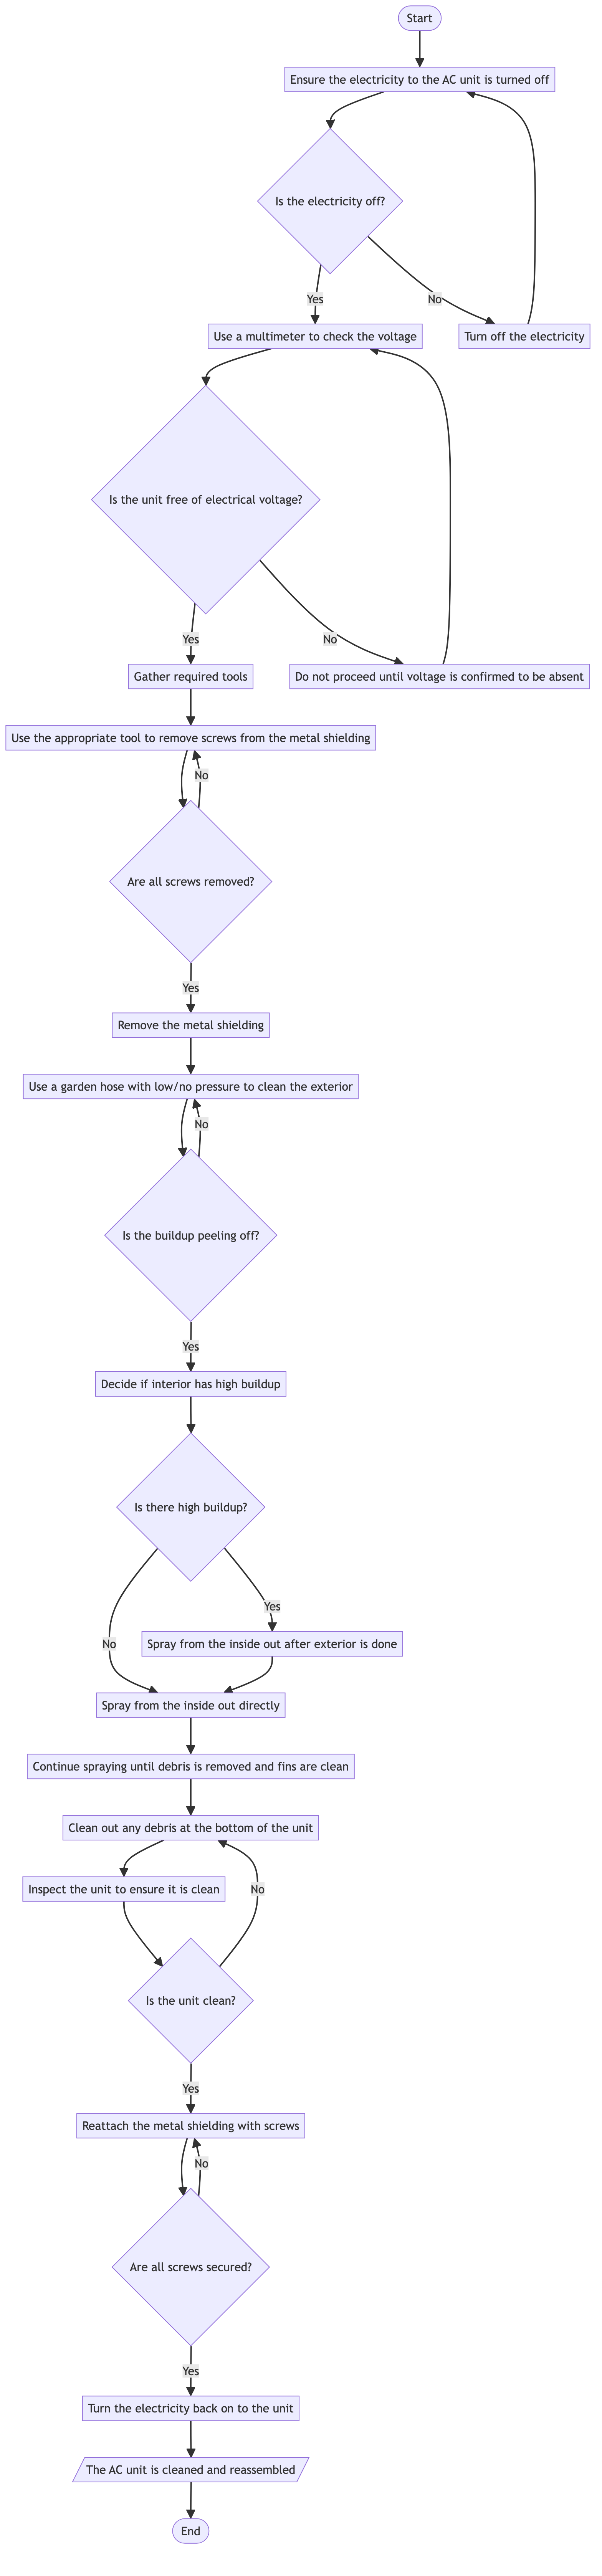 Start
Ensure the electricity to the AC unit is turned off
Is the electricity off?
Yes
No
Use a multimeter to check the voltage
Turn off the electricity
Is the unit free of electrical voltage?
Yes
No
Gather required tools
Do not proceed until voltage is confirmed to be absent
Use the appropriate tool to remove screws from the metal shielding
No
Are all screws removed?
Yes
Remove the metal shielding
Use a garden hose with low/no pressure to clean the exterior
No
Is the buildup peeling off?
Yes
Decide if interior has high buildup
Is there high buildup?
Yes
No
Spray from the inside out after exterior is done
Spray from the inside out directly
Continue spraying until debris is removed and fins are clean
Clean out any debris at the bottom of the unit
Inspect the unit to ensure it is clean
No
Is the unit clean?
Yes
Reattach the metal shielding with screws
No
Are all screws secured?
Yes
Turn the electricity back on to the unit
The AC unit is cleaned and reassembled
End